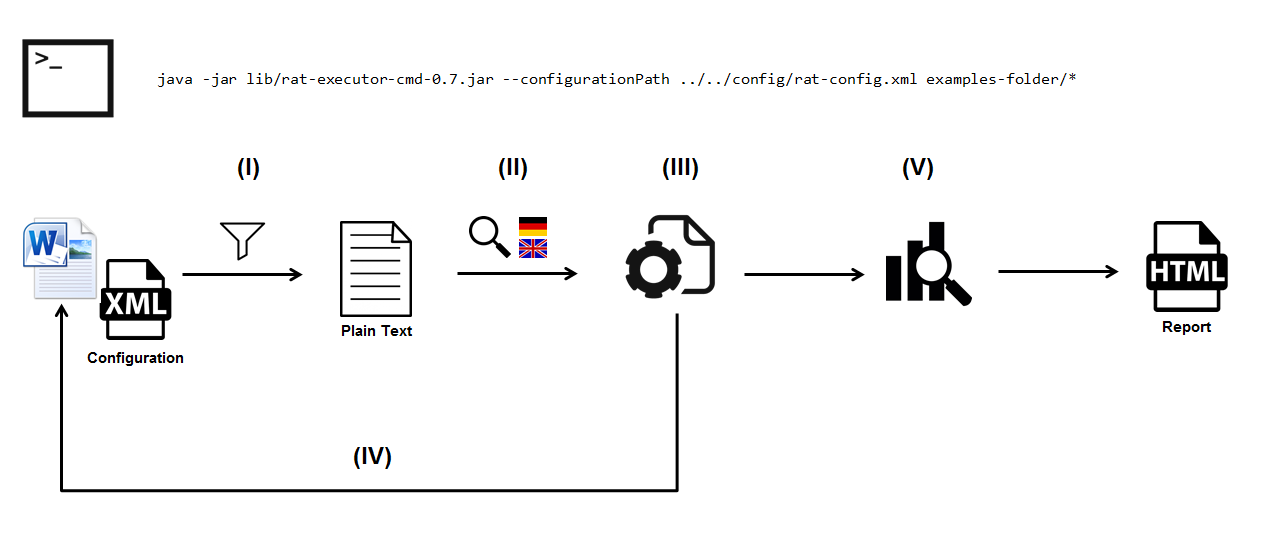 >_
java -jar lib/rat-executor-cmd-0.7.jar --configurationPath ../../config/rat-config.xml examples-folder/*
(I)
(II)
(III)
(V)
W
XML
Configuration
Plain Text
HTML
Report
(IV)